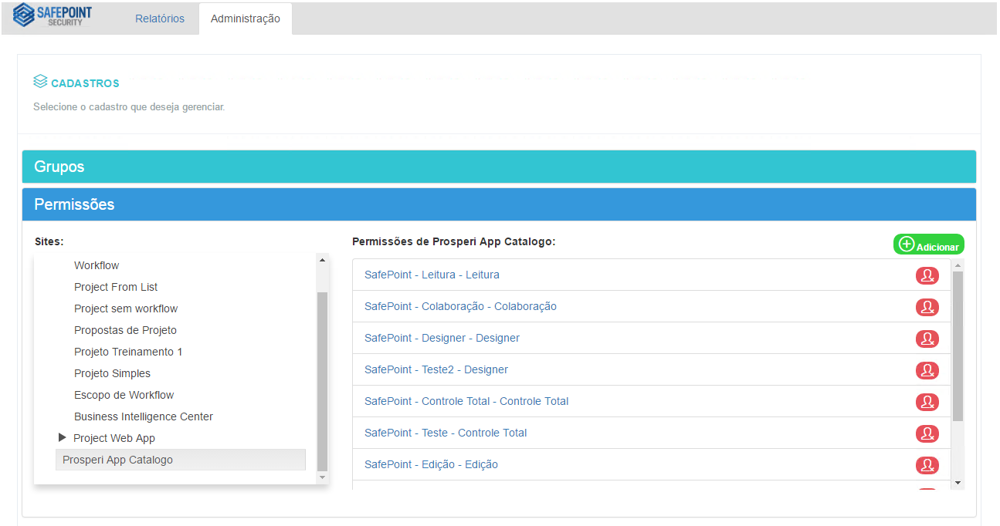 SAFEPOINT
SECURITY
Relatórios
Administração
CADASTROS
Selecione o cadastro que deseja gerenciar.
Grupos
Permissões
Sites:
Workflow
Project From List
Project sem workflow
Propostas de Projeto
Projeto Treinamento 1
Projeto Simples
Escopo de Workflow
Business Intelligence Center
Project Web App
Prosperi App Catalogo
Permissões de Prosperi App Catalogo:
Adicionar
SafePoint - Leitura - Leitura
SafePoint - Colaboração - Colaboração
SafePoint - Designer - Designer
SafePoint - Teste2 - Designer
SafePoint - Controle Total - Controle Total
SafePoint - Teste - Controle Total
SafePoint - Edição - Edição